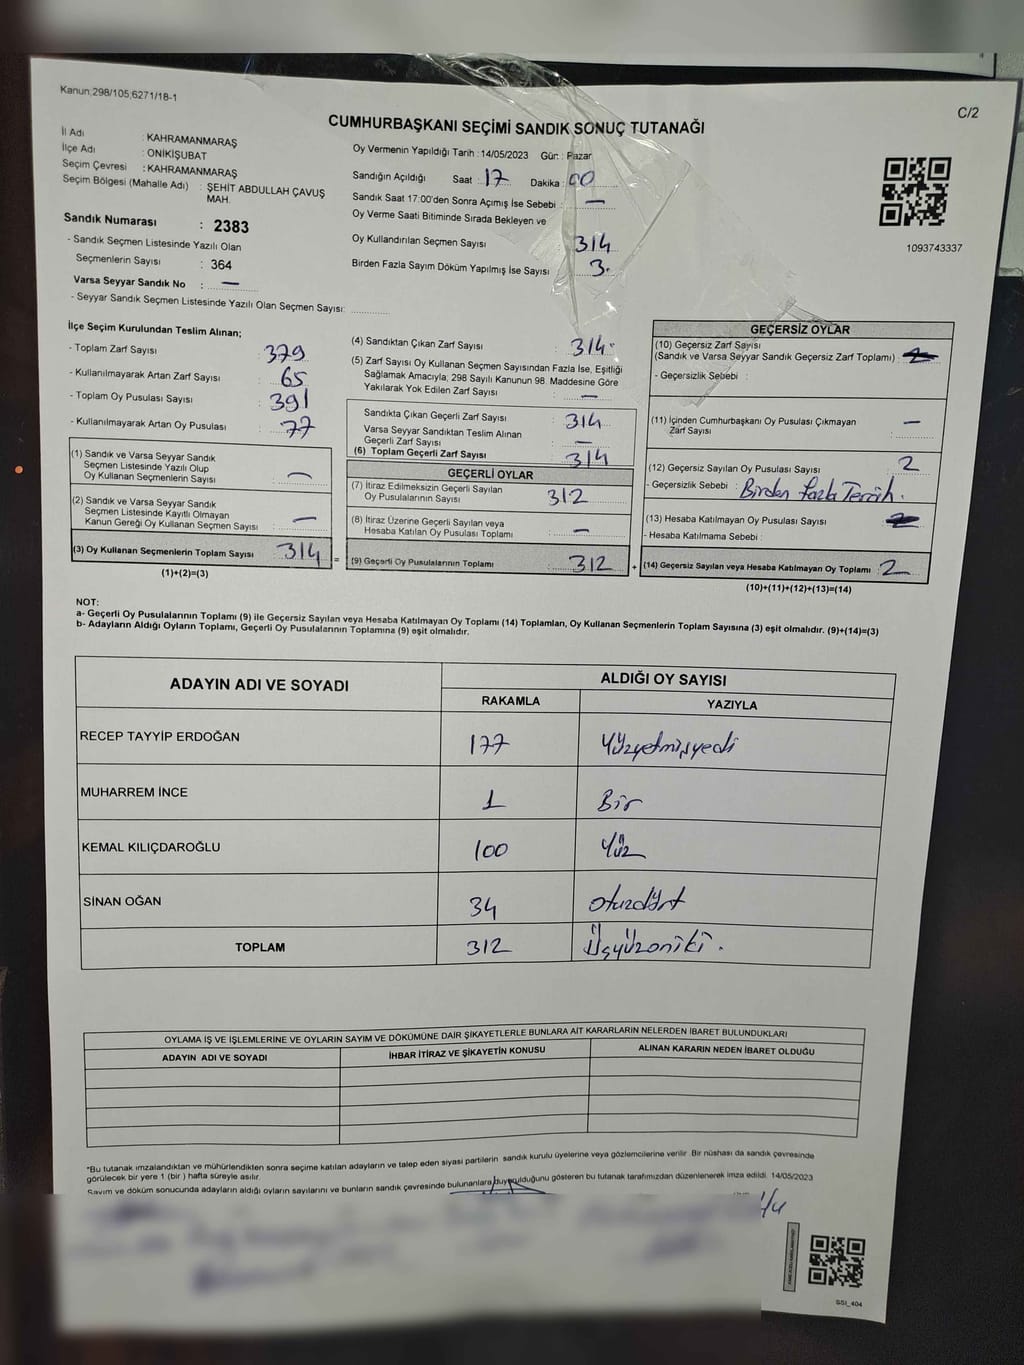 Kanun;298/105;6271/18-1
C/2
CUMHURBAŞKANI SEÇİMİ SANDIK SONUÇ TUTANAĞI
İl Adı : KAHRAMANMARAŞ
İlçe Adı : ONİKİŞUBAT
Seçim Çevresi : KAHRAMANMARAŞ
Seçim Bölgesi (Mahalle Adı) : ŞEHİT ABDULLAH ÇAVUŞ MAH.
Sandık Numarası : 2383
- Sandık Seçmen Listesinde Yazılı Olan
Seçmenlerin Sayısı : 364
Varsa Seyyar Sandık No : —
- Seyyar Sandık Seçmen Listesinde Yazılı Olan Seçmen Sayısı:
Oy Vermenin Yapıldığı Tarih : 14/05/2023 Gün: : Pazar
Sandığın Açıldığı Saat : 17 Dakika : 00
Sandık Saat 17:00'den Sonra Açımış İse Sebebi : —
Oy Verme Saati Bitiminde Sırada Bekleyen ve
Oy Kullandırılan Seçmen Sayısı 314
Birden Fazla Sayım Döküm Yapılmış İse Sayısı 3.
1093743337
İlçe Seçim Kurulundan Teslim Alınan;
- Toplam Zarf Sayısı : 379
- Kullanılmayarak Artan Zarf Sayısı : 65
- Toplam Oy Pusulası Sayısı : 391
- Kullanılmayarak Artan Oy Pusulası : 77
(1) Sandık ve Varsa Seyyar Sandık
Seçmen Listesinde Yazılı Olup
Oy Kullanan Seçmenlerin Sayısı : —
(2) Sandık ve Varsa Seyyar Sandık
Seçmen Listesinde Kayıtlı Olmayan
Kanun Gereği Oy Kullanan Seçmen Sayısı : —
(3) Oy Kullanan Seçmenlerin Toplam Sayısı : 314 =
(1)+(2)=(3)
(4) Sandıktan Çıkan Zarf Sayısı : 314
(5) Zarf Sayısı Oy Kullanan Seçmen Sayısından Fazla İse, Eşitliği
Sağlamak Amacıyla; 298 Sayılı Kanunun 98. Maddesine Göre
Yakılarak Yok Edilen Zarf Sayısı : —
Sandıkta Çıkan Geçerli Zarf Sayısı : 314
Varsa Seyyar Sandıktan Teslim Alınan
Geçerli Zarf Sayısı : —
(6) Toplam Geçerli Zarf Sayısı : 314
GEÇERLİ OYLAR
(7) İtiraz Edilmeksizin Geçerli Sayılan
Oy Pusulalarının Sayısı 312
(8) İtiraz Üzerine Geçerli Sayılan veya
Hesaba Katılan Oy Pusulası Toplamı : —
(9) Geçerli Oy Pusulalarının Toplamı : 312 +
GEÇERSİZ OYLAR
(10) Geçersiz Zarf Sayısı
(Sandık ve Varsa Seyyar Sandık Geçersiz Zarf Toplamı) :
- Geçersizlik Sebebi :
(11) İçinden Cumhurbaşkanı Oy Pusulası Çıkmayan
Zarf Sayısı : —
(12) Geçersiz Sayılan Oy Pusulası Sayısı : 2
- Geçersizlik Sebebi : Birden fazla Tercih.
(13) Hesaba Katılmayan Oy Pusulası Sayısı :
- Hesaba Katılmama Sebebi :
(14) Geçersiz Sayılan veya Hesaba Katılmayan Oy Toplamı : 2
(10)+(11)+(12)+(13)=(14)
NOT:
a- Geçerli Oy Pusulalarının Toplamı (9) ile Geçersiz Sayılan veya Hesaba Katılmayan Oy Toplamı (14) Toplamları, Oy Kullanan Seçmenlerin Toplam Sayısına (3) eşit olmalıdır. (9)+(14)=(3)
b- Adayların Aldığı Oyların Toplamı, Geçerli Oy Pusulalarının Toplamına (9) eşit olmalıdır.
ADAYIN ADI VE SOYADI ALDIĞI OY SAYISI
RAKAMLA YAZIYLA
RECEP TAYYİP ERDOĞAN 177 Yüzyetmişyedi
MUHARREM İNCE 1 Bir
KEMAL KILIÇDAROĞLU 100 Yüz
SİNAN OĞAN 34 otuzdört
TOPLAM 312 Üçyüzoniki.
OYLAMA İŞ VE İŞLEMLERİNE VE OYLARIN SAYIM VE DÖKÜMÜNE DAİR ŞİKAYETLERLE BUNLARA AİT KARARLARIN NELERDEN İBARET BULUNDUKLARI
ADAYIN ADI VE SOYADI İHBAR İTİRAZ VE ŞİKAYETİN KONUSU ALINAN KARARIN NEDEN İBARET OLDUĞU
*Bu tutanak imzalandıktan ve mühürlendikten sonra seçime katılan adayların ve talep eden siyasi partilerin sandık kurulu üyelerine veya gözlemcilerine verilir. Bir nüshası da sandık çevresinde
görülecek bir yere 1 (bir ) hafta süreyle asılır.
Sayım ve döküm sonucunda adayların aldığı oyların sayılarını ve bunların sandık çevresinde bulunanlara duyurulduğunu gösteren bu tutanak tarafımızdan düzenlenerek imza edildi. 14/05/2023
SSI_404